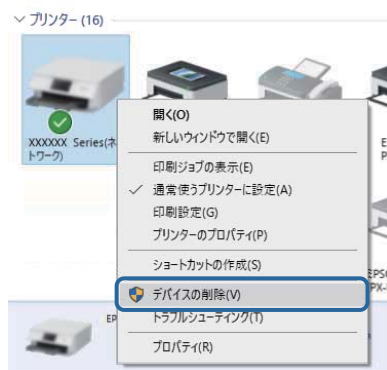 プリンター (16)
XXXXXX Series(ネ
トワーク)
開く(O)
新しいウィンドウで開く(E)
印刷ジョブの表示(E)
通常使うプリンターに設定(A)
印刷設定(G)
プリンターのプロパティ(P)
ショートカットの作成(S)
デバイスの削除(V)
トラブルシューティング(T)
プロパティ(R)
E
P
EPSO
PX-
EP